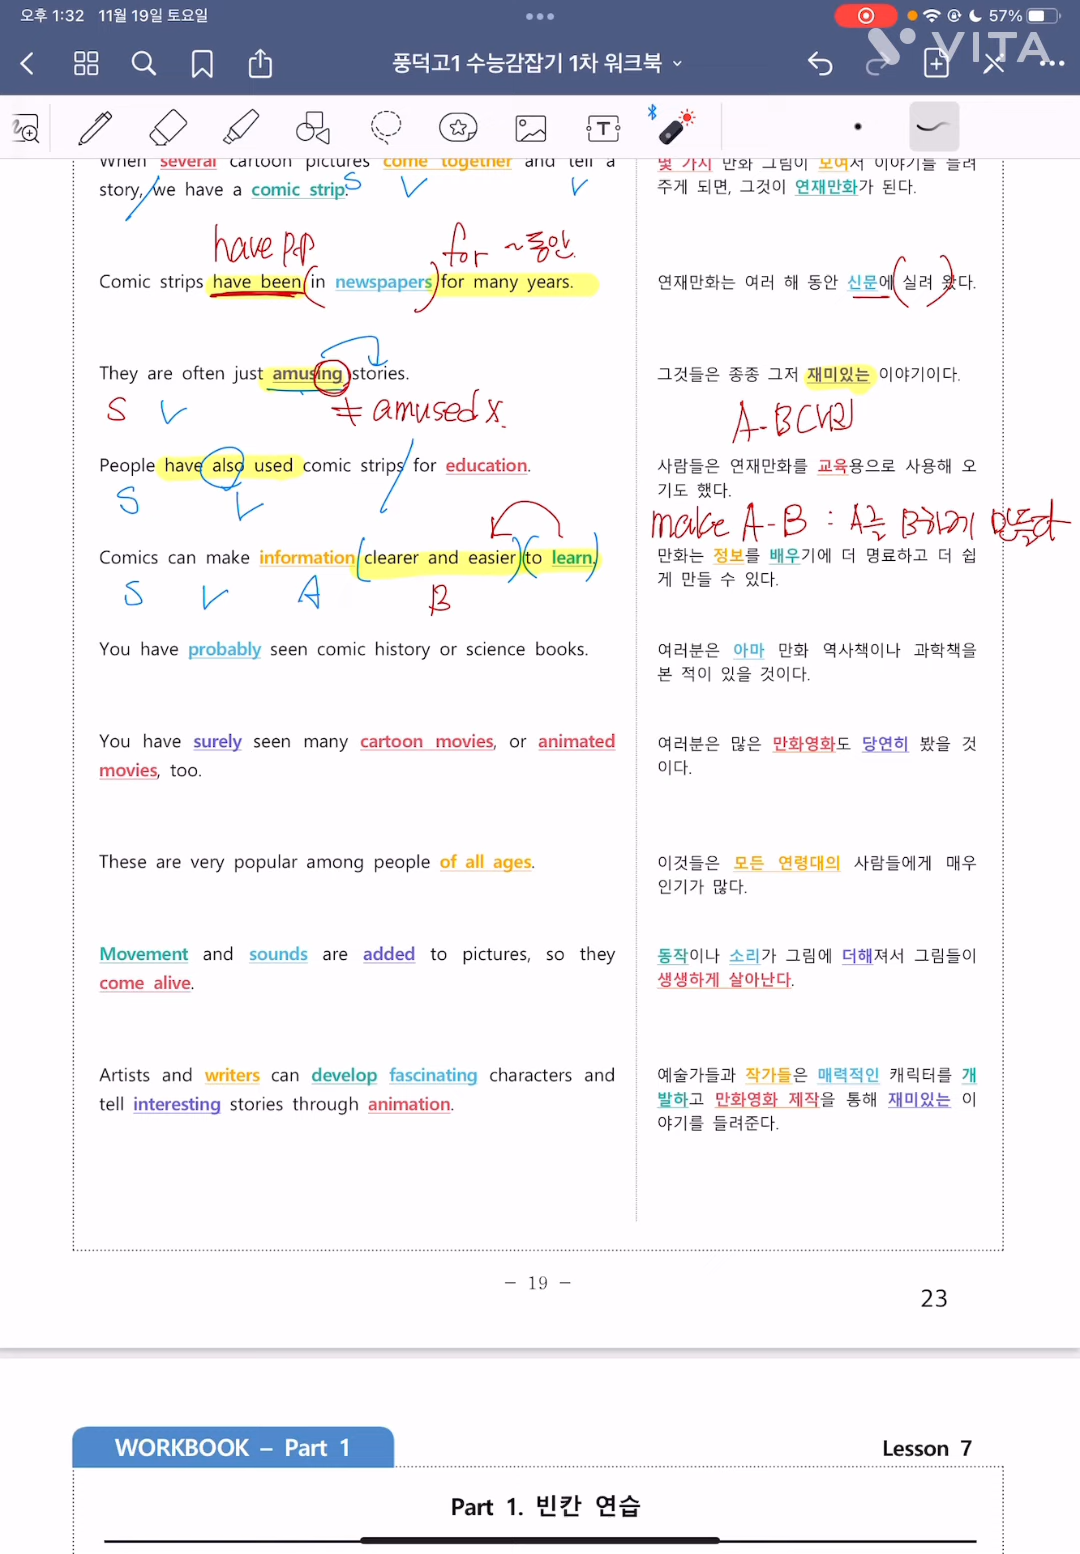 오후 1:32 11월 19일 토요일
57%
VITA
풍덕고1 수능감잡기 1차 워크북
When several cartoon pictures come together and tell a
story, we have a comic strip.
S V V
몇 가지 만화 그림이 모여서 이야기를 들려
주게 되면, 그것이 연재만화가 된다.
have p.p for ~동안
Comic strips have been in newspapers for many years.
연재만화는 여러 해 동안 신문에 실려 왔다.
They are often just amusing stories.
그것들은 종종 그저 재미있는 이야기이다.
S V ≠ amused X.
People have also used comic strips for education.
S V
사람들은 연재만화를 교육용으로 사용해 오
기도 했다.
make A-B : A를 B하게 만들다
Comics can make information clearer and easier to learn.
S V A B
만화는 정보를 배우기에 더 명료하고 더 쉽
게 만들 수 있다.
You have probably seen comic history or science books.
여러분은 아마 만화 역사책이나 과학책을
본 적이 있을 것이다.
You have surely seen many cartoon movies, or animated
movies, too.
여러분은 많은 만화영화도 당연히 봤을 것
이다.
These are very popular among people of all ages.
이것들은 모든 연령대의 사람들에게 매우
인기가 많다.
Movement and sounds are added to pictures, so they
come alive.
동작이나 소리가 그림에 더해져서 그림들이
생생하게 살아난다.
Artists and writers can develop fascinating characters and
tell interesting stories through animation.
예술가들과 작가들은 매력적인 캐릭터를 개
발하고 만화영화 제작을 통해 재미있는 이
야기를 들려준다.
- 19 -
23
WORKBOOK – Part 1
Lesson 7
Part 1. 빈칸 연습